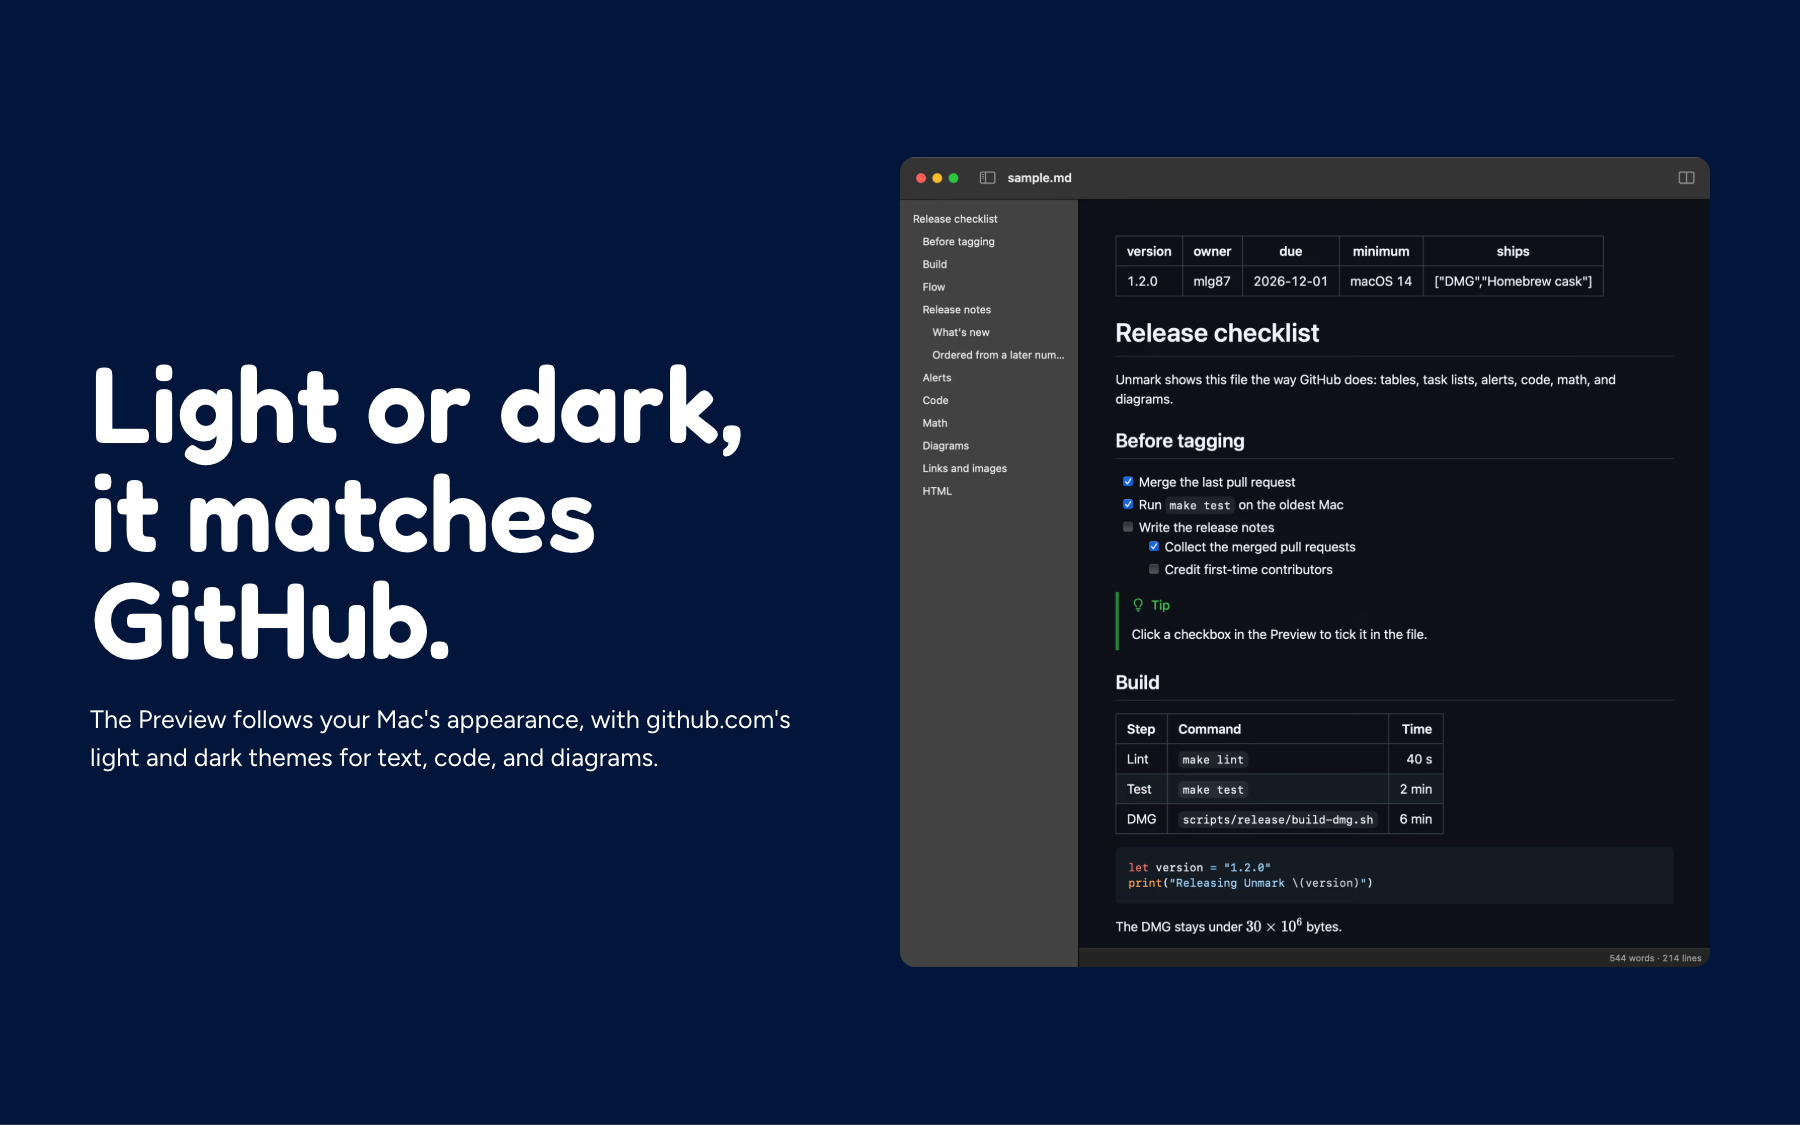 Light or dark,
it matches
GitHub.
The Preview follows your Mac's appearance, with github.com's
light and dark themes for text, code, and diagrams.
sample.md
Release checklist
Before tagging
Build
Flow
Release notes
What's new
Ordered from a later num...
Alerts
Code
Math
Diagrams
Links and images
HTML
version owner due minimum ships
1.2.0 mlg87 2026-12-01 macOS 14 ["DMG","Homebrew cask"]
Release checklist
Unmark shows this file the way GitHub does: tables, task lists, alerts, code, math, and
diagrams.
Before tagging
Merge the last pull request
Run make test on the oldest Mac
Write the release notes
Collect the merged pull requests
Credit first-time contributors
Tip
Click a checkbox in the Preview to tick it in the file.
Build
Step Command Time
Lint make lint 40 s
Test make test 2 min
DMG scripts/release/build-dmg.sh 6 min
let version = "1.2.0"
print("Releasing Unmark \(version)")
The DMG stays under 30 × 10⁶ bytes.
544 words · 214 lines